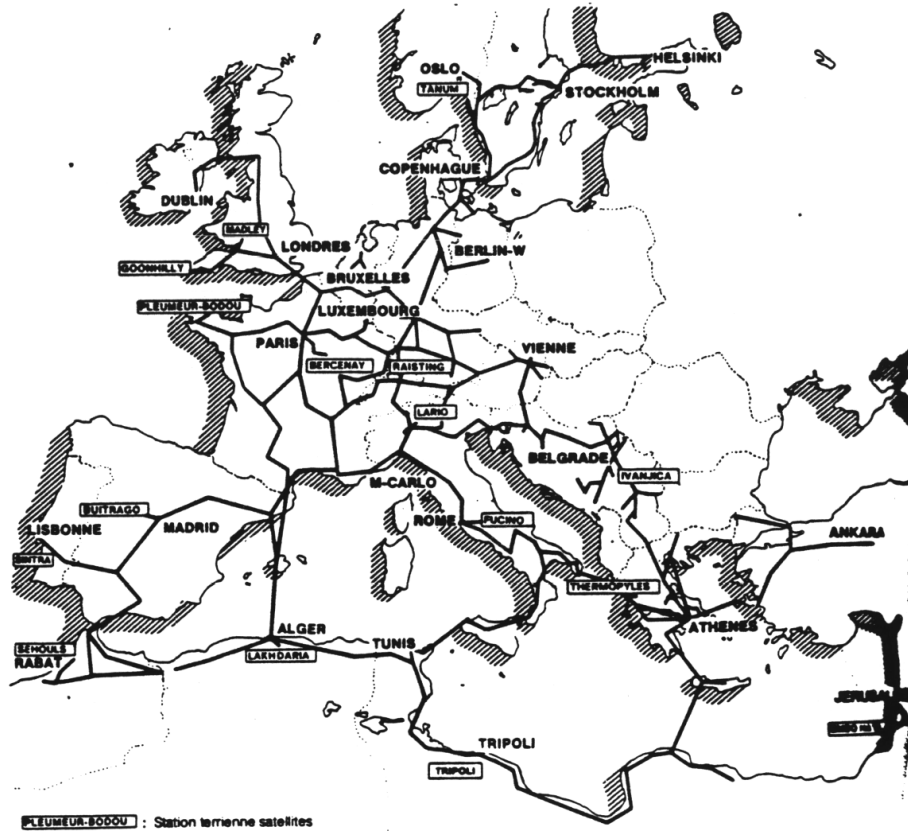 HELSINKI
OSLO
TANUM
STOCKHOLM
COPENHAGUE
DUBLIN
MADLEY
LONDRES
BERLIN-W
GOONHILLY
BRUXELLES
PLEUMEUR-BODOU
LUXEMBOURG
PARIS
VIENNE
BERCENAY
RAISTING
LARIO
BELGRADE
IVANJICA
M-CARLO
BUITRAGO
LISBONNE
MADRID
ROME
FUCINO
ANKARA
SINTRA
THERMOPYLES
ALGER
ATHENES
SEHOULS
RABAT
LAKHDARIA
TUNIS
TRIPOLI
TRIPOLI
PLEUMEUR-BODOU : Station terrienne satellites